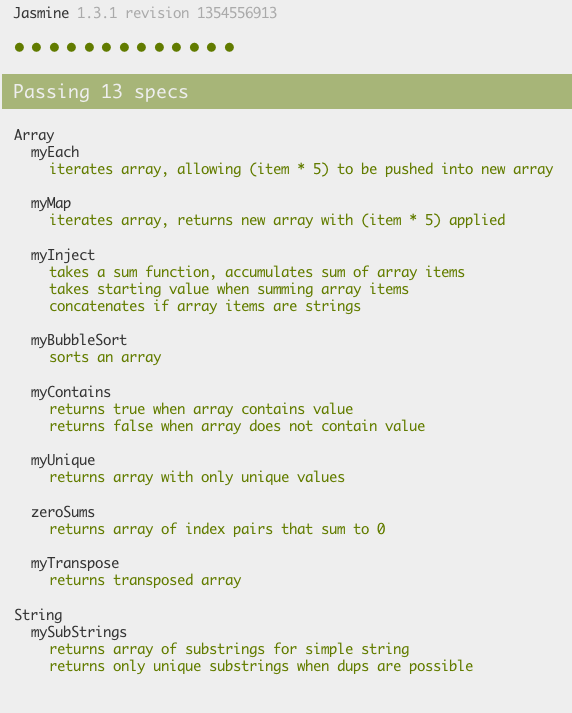 Jasmine 1.3.1 revision 1354556913
Passing 13 specs
Array
myEach
iterates array, allowing (item * 5) to be pushed into new array
myMap
iterates array, returns new array with (item * 5) applied
myInject
takes a sum function, accumulates sum of array items
takes starting value when summing array items
concatenates if array items are strings
myBubbleSort
sorts an array
myContains
returns true when array contains value
returns false when array does not contain value
myUnique
returns array with only unique values
zeroSums
returns array of index pairs that sum to 0
myTranspose
returns transposed array
String
mySubStrings
returns array of substrings for simple string
returns only unique substrings when dups are possible